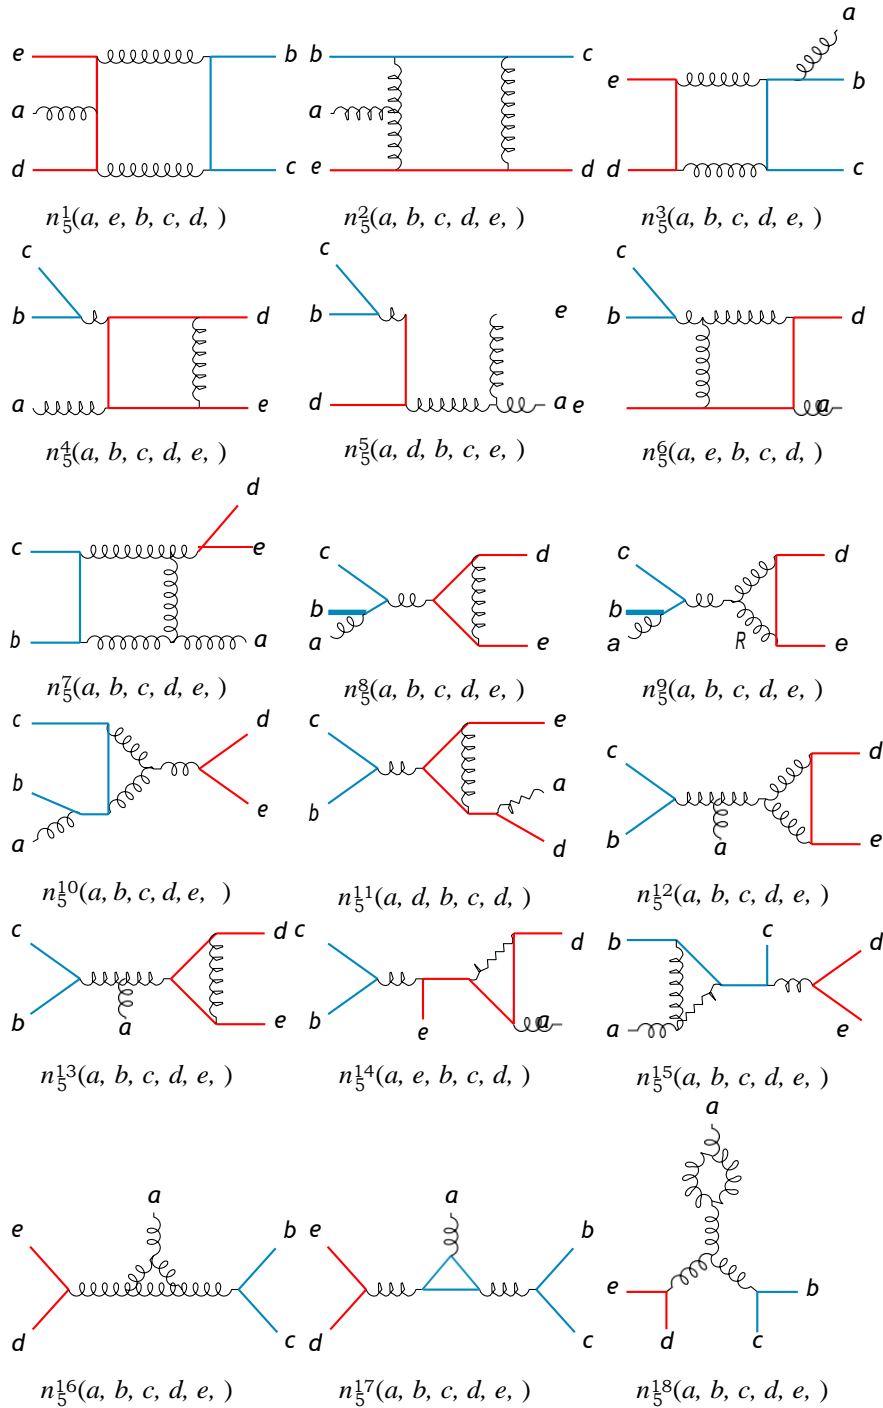 e b b c a
a a e b
d c e d d c
n¹₅(a, e, b, c, d, ) n²₅(a, b, c, d, e, ) n³₅(a, b, c, d, e, )
c c c
b d b e b d
a e d a e a
n⁴₅(a, b, c, d, e, ) n⁵₅(a, d, b, c, e, ) n⁶₅(a, e, b, c, d, )
d
c e c d c d
b b
b a a e a R e
n⁷₅(a, b, c, d, e, ) n⁸₅(a, b, c, d, e, ) n⁹₅(a, b, c, d, e, )
c d c e
c d
b e b a
a d b a e
n¹⁰₅(a, b, c, d, e, ) n¹¹₅(a, d, b, c, d, ) n¹²₅(a, b, c, d, e, )
c d c d b c d
b a e b e a a e
n¹³₅(a, b, c, d, e, ) n¹⁴₅(a, e, b, c, d, ) n¹⁵₅(a, b, c, d, e, )
a
a a
e b e b
e b
d c d c d c
n¹⁶₅(a, b, c, d, e, ) n¹⁷₅(a, b, c, d, e, ) n¹⁸₅(a, b, c, d, e, )